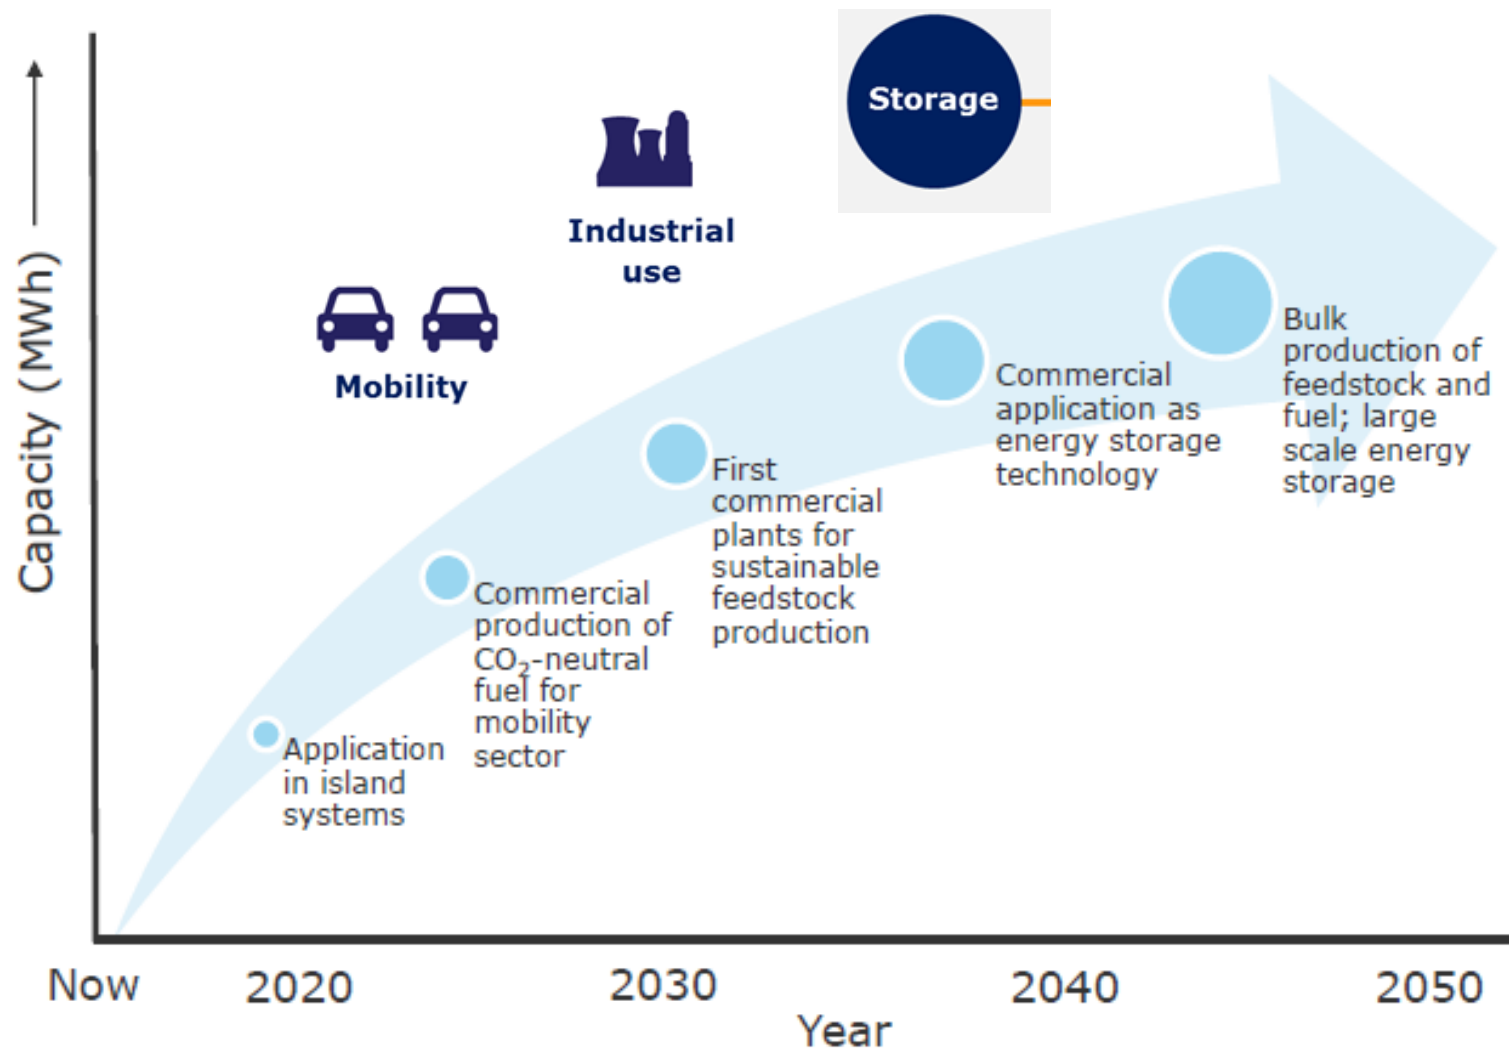 Storage
Industrial
use
Mobility
Capacity (MWh)
Bulk
production of
feedstock and
fuel; large
scale energy
storage
Commercial
application as
energy storage
technology
First
commercial
plants for
sustainable
feedstock
production
Commercial
production of
CO₂-neutral
fuel for
mobility
sector
Application
in island
systems
Now 2020 2030 2040 2050
Year